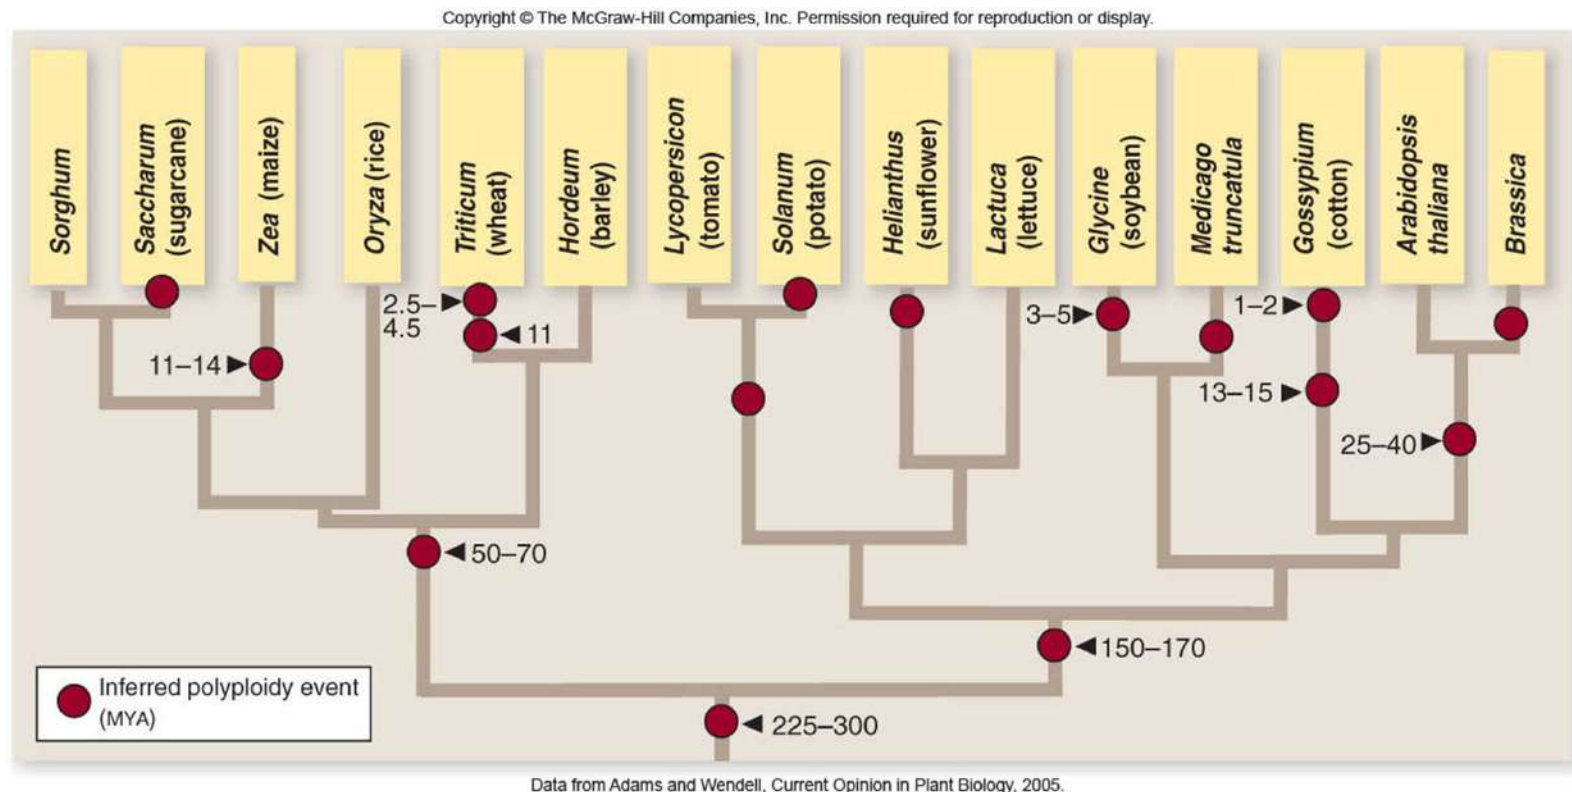 Copyright © The McGraw-Hill Companies, Inc. Permission required for reproduction or display.
Sorghum
Saccharum
(sugarcane)
Zea (maize)
Oryza (rice)
Triticum
(wheat)
Hordeum
(barley)
Lycopersicon
(tomato)
Solanum
(potato)
Helianthus
(sunflower)
Lactuca
(lettuce)
Glycine
(soybean)
Medicago
truncatula
Gossypium
(cotton)
Arabidopsis
thaliana
Brassica
2.5–
4.5
11
3–5
1–2
11–14
13–15
25–40
50–70
150–170
225–300
Inferred polyploidy event
(MYA)
Data from Adams and Wendell, Current Opinion in Plant Biology, 2005.